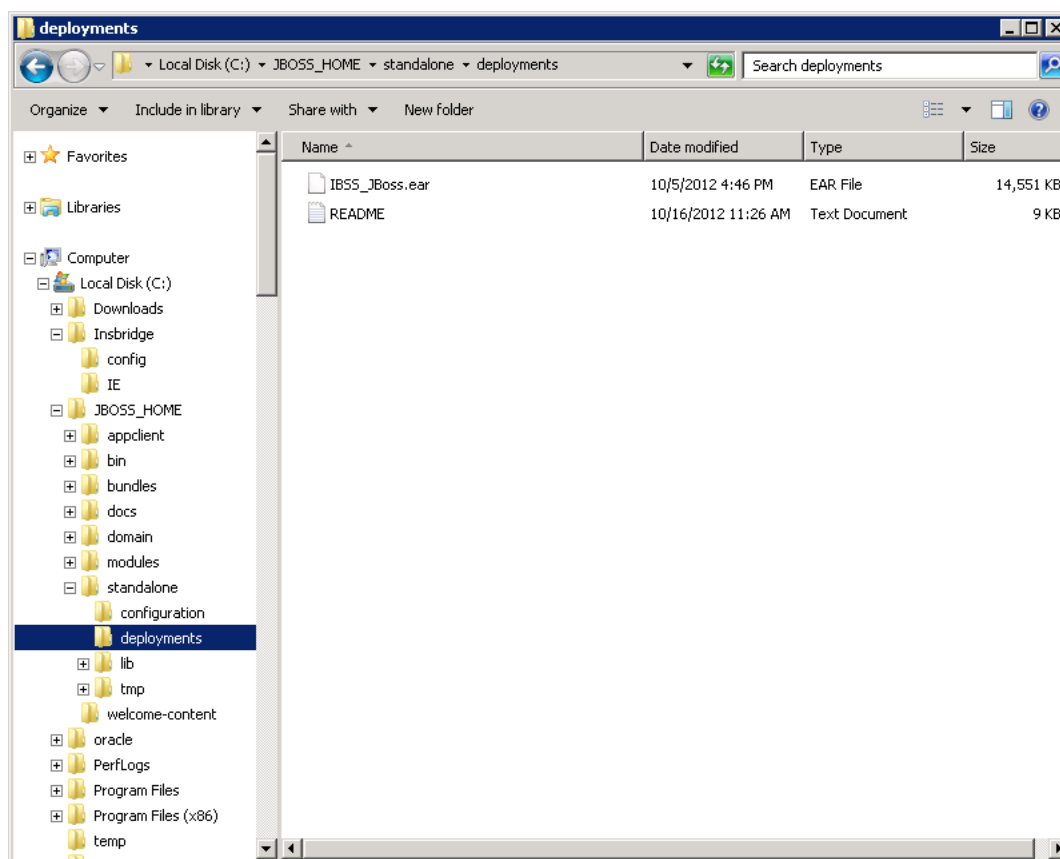 deployments
Local Disk (C:) JBOSS_HOME standalone deployments
Search deployments
Organize Include in library Share with New folder
Name Date modified Type Size
IBSS_JBoss.ear 10/5/2012 4:46 PM EAR File 14,551 KB
README 10/16/2012 11:26 AM Text Document 9 KB
Favorites
Libraries
Computer
Local Disk (C:)
Downloads
Insbridge
config
IE
JBOSS_HOME
appclient
bin
bundles
docs
domain
modules
standalone
configuration
deployments
lib
tmp
welcome-content
oracle
PerfLogs
Program Files
Program Files (x86)
temp